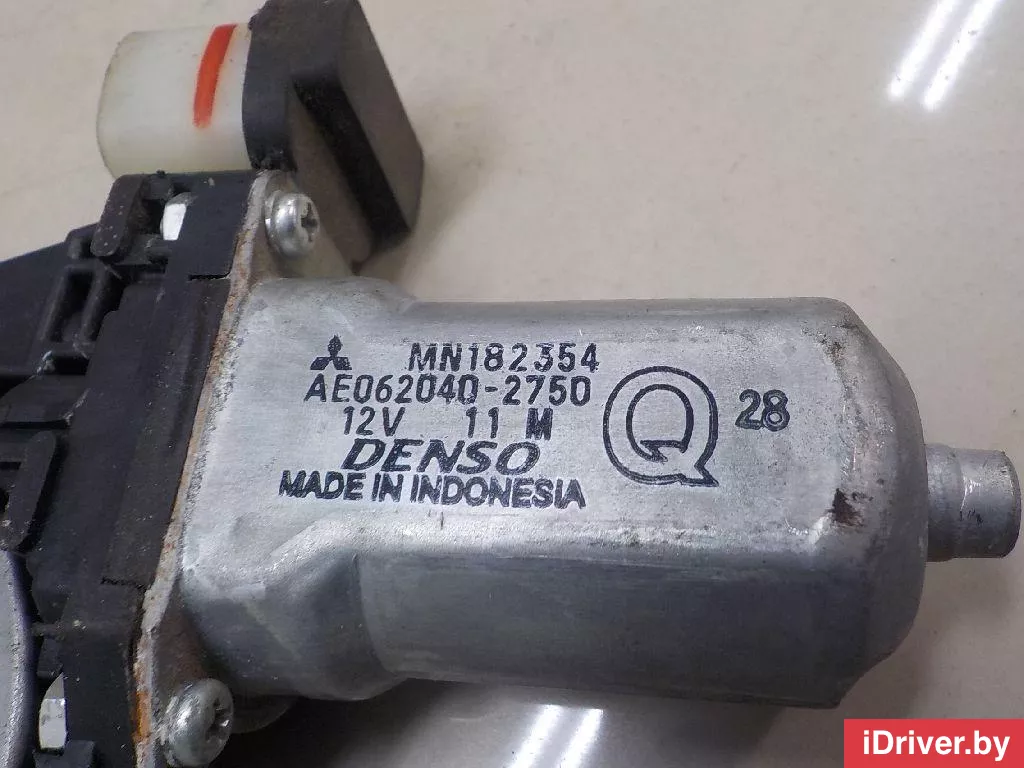 MN182354
AE062040-2750
12V 11 M
DENSO
MADE IN INDONESIA
Q 28
iDriver.by